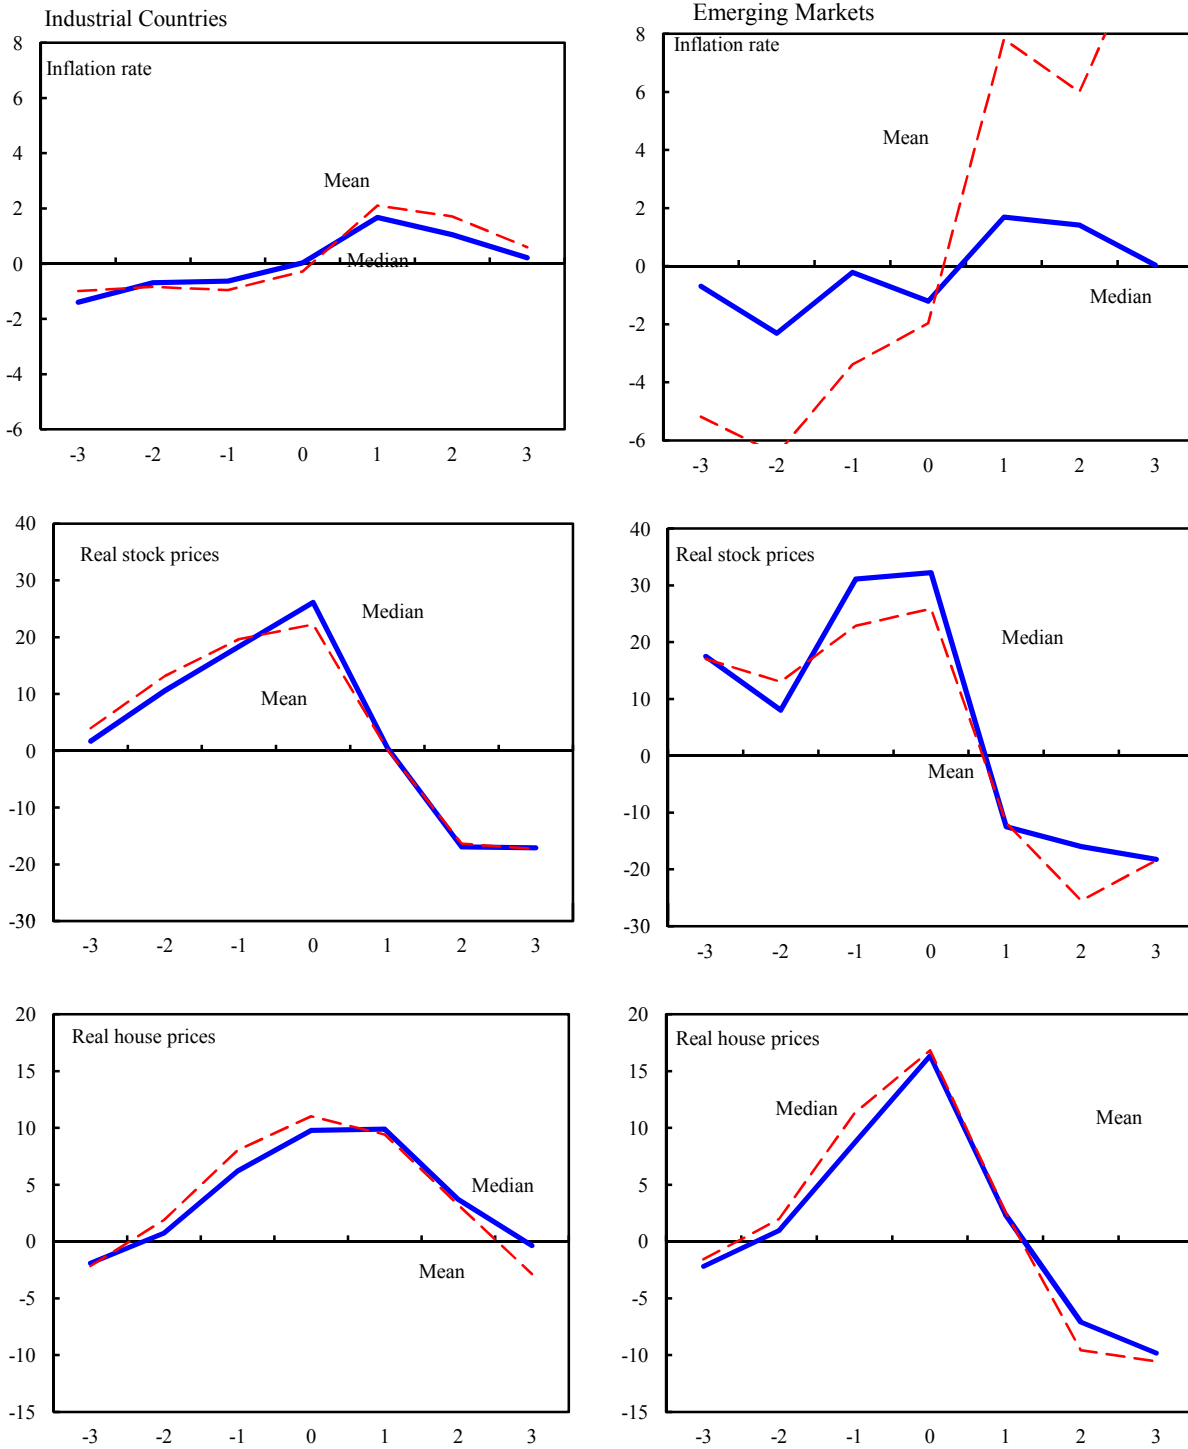 Industrial Countries
Inflation rate
8
6
4
2
0
-2
-4
-6
Mean
Median
-3 -2 -1 0 1 2 3
Emerging Markets
Inflation rate
8
6
4
2
0
-2
-4
-6
Mean
Median
-3 -2 -1 0 1 2 3
Real stock prices
40
30
20
10
0
-10
-20
-30
Median
Mean
-3 -2 -1 0 1 2 3
Real stock prices
40
30
20
10
0
-10
-20
-30
Median
Mean
-3 -2 -1 0 1 2 3
Real house prices
20
15
10
5
0
-5
-10
-15
Median
Mean
-3 -2 -1 0 1 2 3
Real house prices
20
15
10
5
0
-5
-10
-15
Median
Mean
-3 -2 -1 0 1 2 3